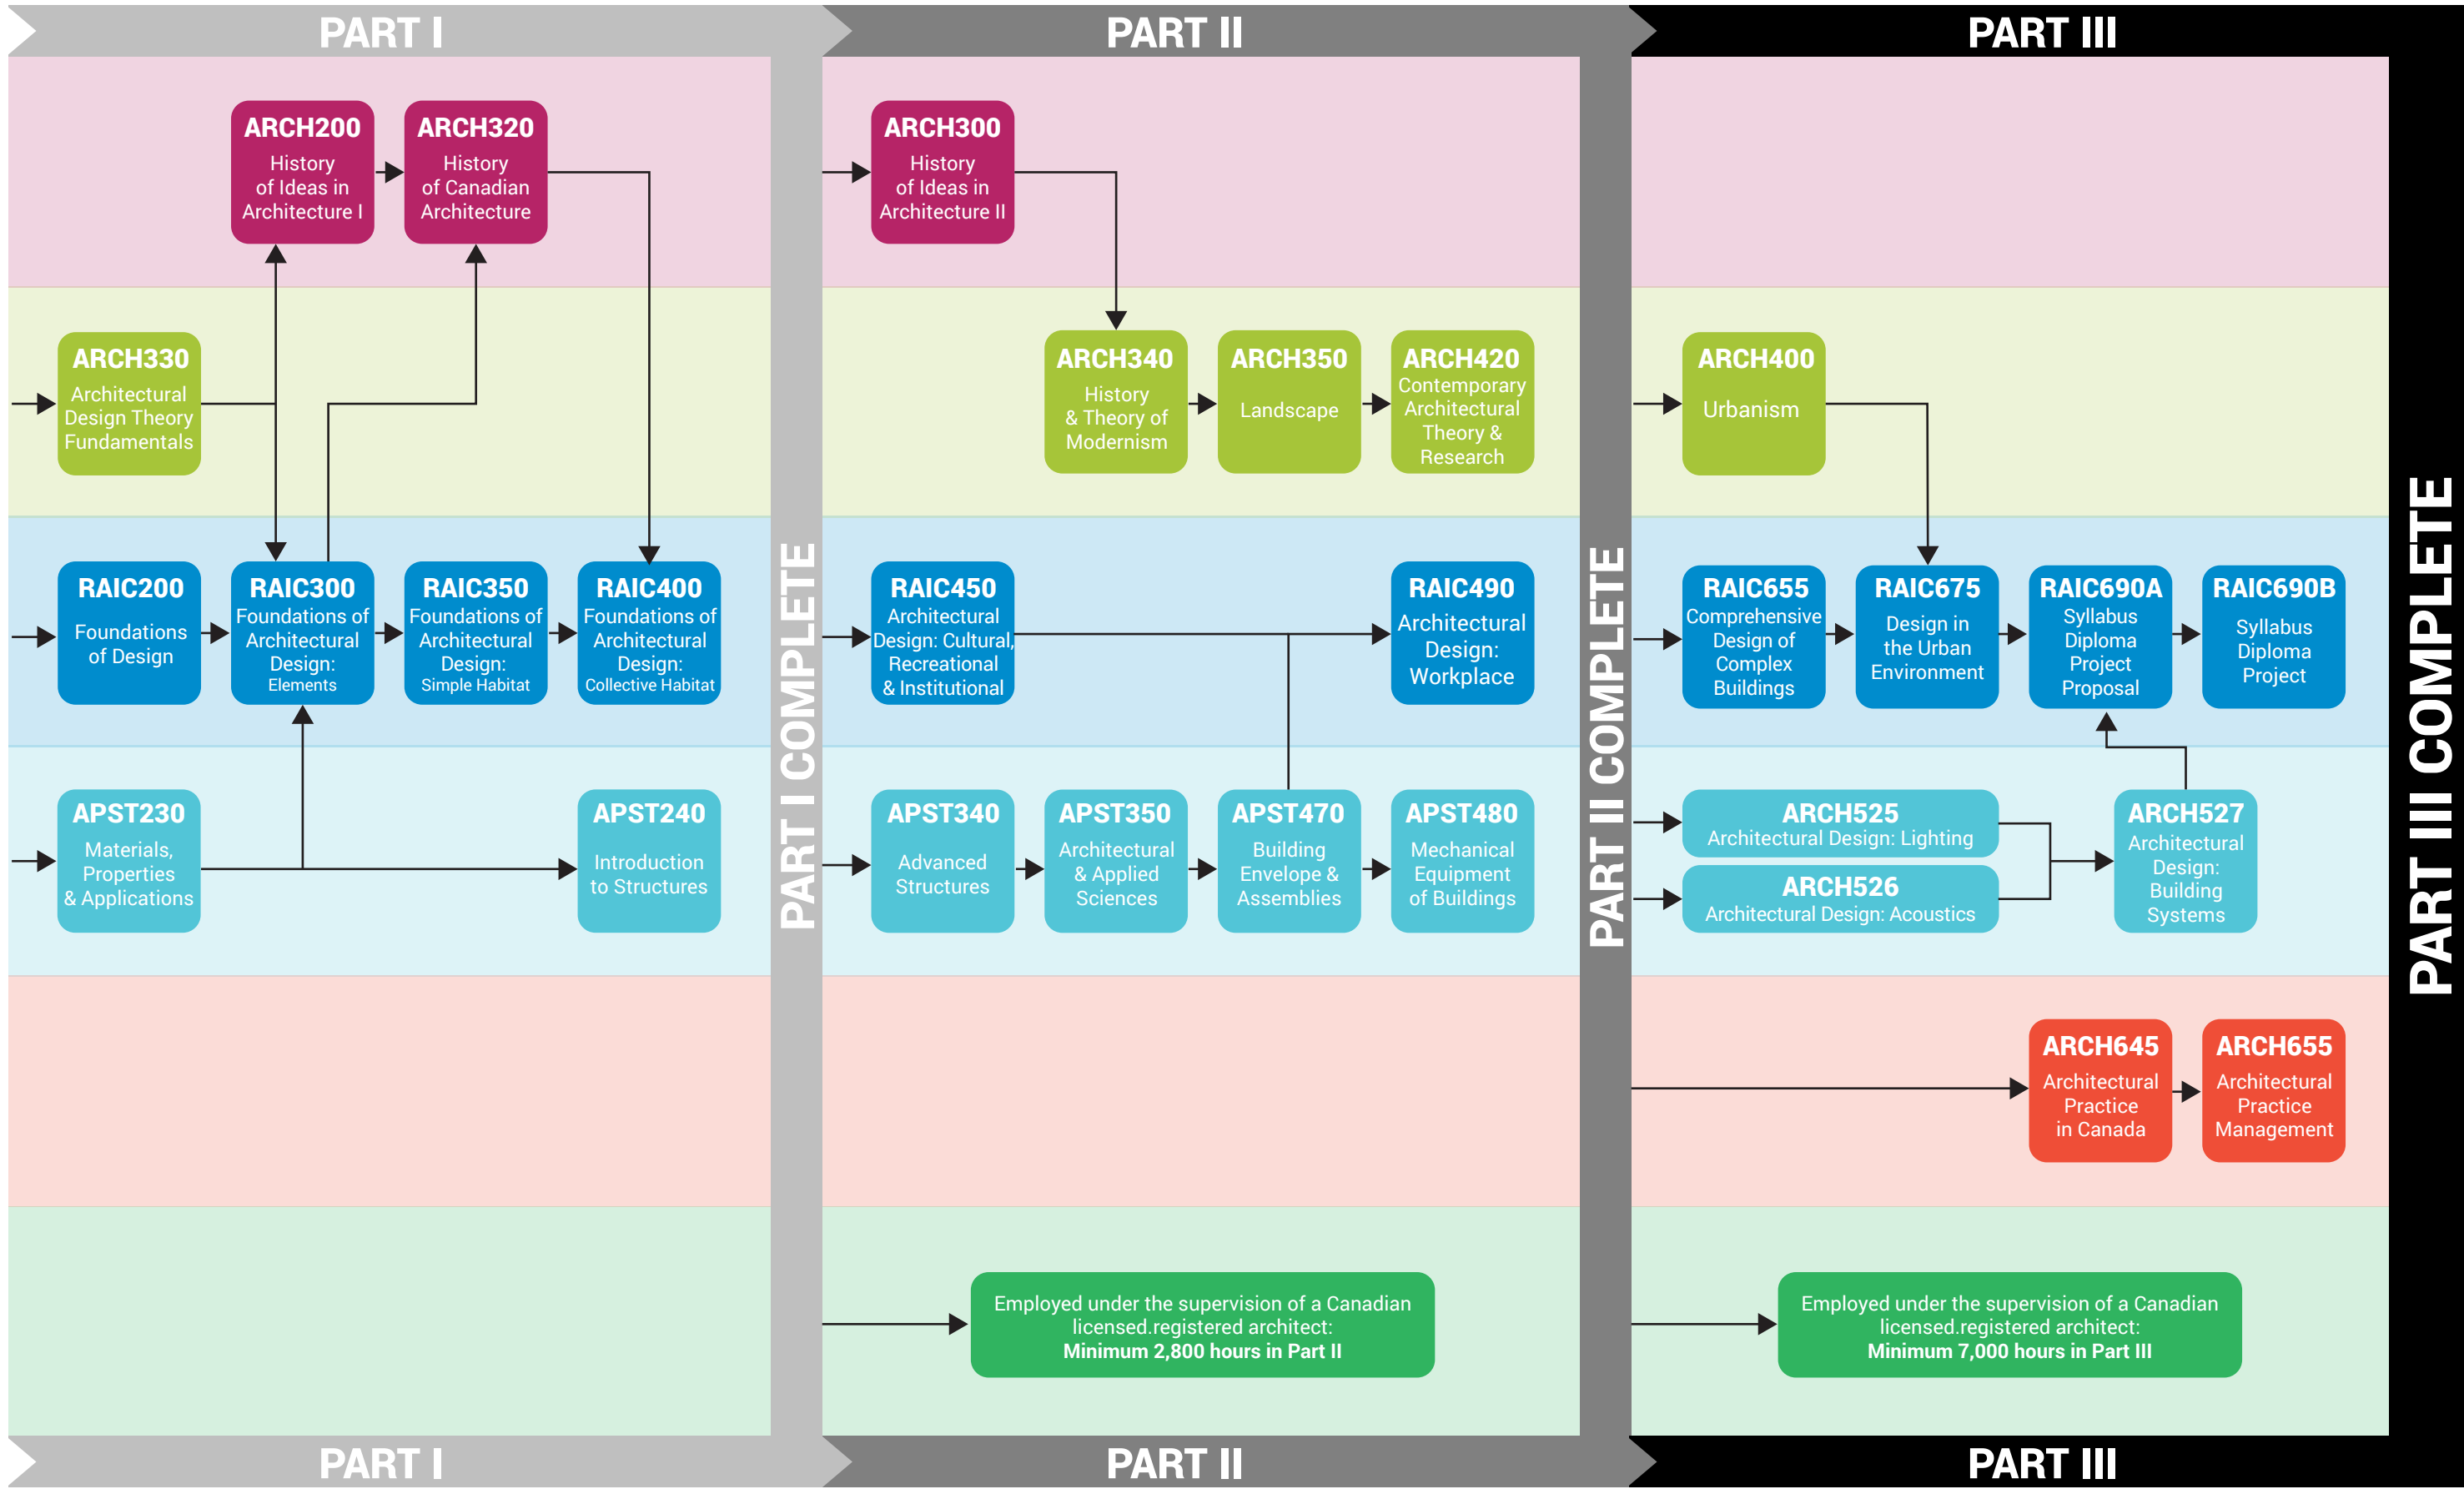 PART I
PART II
PART III
ARCH200
History
of Ideas in
Architecture I
ARCH320
History
of Canadian
Architecture
ARCH300
History
of Ideas in
Architecture II
ARCH330
Architectural
Design Theory
Fundamentals
ARCH340
History
& Theory of
Modernism
ARCH350
Landscape
ARCH420
Contemporary
Architectural
Theory &
Research
ARCH400
Urbanism
RAIC200
Foundations
of Design
RAIC300
Foundations of
Architectural
Design:
Elements
RAIC350
Foundations of
Architectural
Design:
Simple Habitat
RAIC400
Foundations of
Architectural
Design:
Collective Habitat
PART I COMPLETE
RAIC450
Architectural
Design: Cultural,
Recreational
& Institutional
RAIC490
Architectural
Design:
Workplace
PART III COMPLETE
RAIC655
Comprehensive
Design of
Complex
Buildings
RAIC675
Design in
the Urban
Environment
RAIC690A
Syllabus
Diploma
Project
Proposal
RAIC690B
Syllabus
Diploma
Project
PART III COMPLETE
APST230
Materials,
Properties
& Applications
APST240
Introduction
to Structures
APST340
Advanced
Structures
APST350
Architectural
& Applied
Sciences
APST470
Building
Envelope &
Assemblies
APST480
Mechanical
Equipment
of Buildings
ARCH525
Architectural Design: Lighting
ARCH526
Architectural Design: Acoustics
ARCH527
Architectural
Design:
Building
Systems
ARCH645
Architectural
Practice
in Canada
ARCH655
Architectural
Practice
Management
Employed under the supervision of a Canadian
licensed.registered architect:
Minimum 2,800 hours in Part II
Employed under the supervision of a Canadian
licensed.registered architect:
Minimum 7,000 hours in Part III
PART I
PART II
PART III